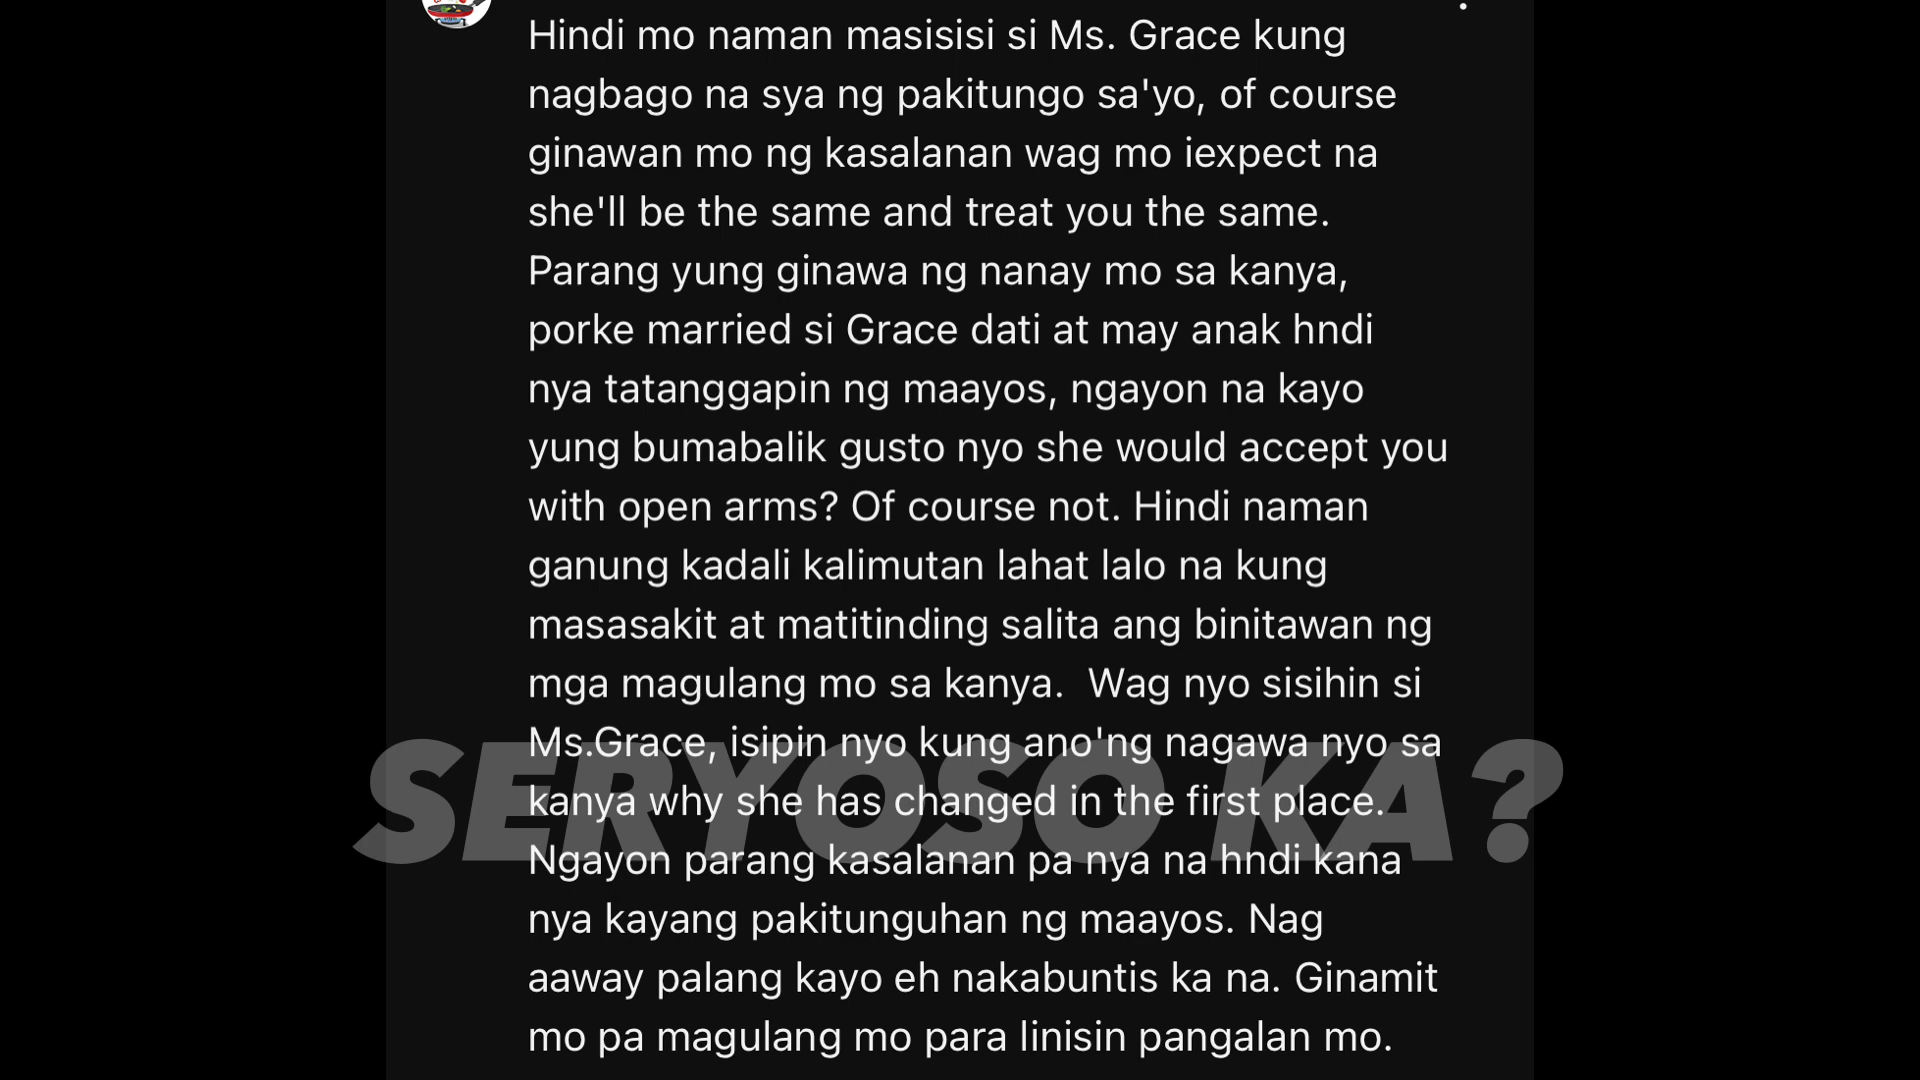 Hindi mo naman masisisi si Ms. Grace kung
nagbago na sya ng pakitungo sa'yo, of course
ginawan mo ng kasalanan wag mo iexpect na
she'll be the same and treat you the same.
Parang yung ginawa ng nanay mo sa kanya,
porke married si Grace dati at may anak hndi
nya tatanggapin ng maayos, ngayon na kayo
yung bumabalik gusto nyo she would accept you
with open arms? Of course not. Hindi naman
ganung kadali kalimutan lahat lalo na kung
masasakit at matitinding salita ang binitawan ng
mga magulang mo sa kanya.  Wag nyo sisihin si
Ms.Grace, isipin nyo kung ano'ng nagawa nyo sa
kanya why she has changed in the first place.
SERYOSO KA?
Ngayon parang kasalanan pa nya na hndi kana
nya kayang pakitunguhan ng maayos. Nag
aaway palang kayo eh nakabuntis ka na. Ginamit
mo pa magulang mo para linisin pangalan mo.